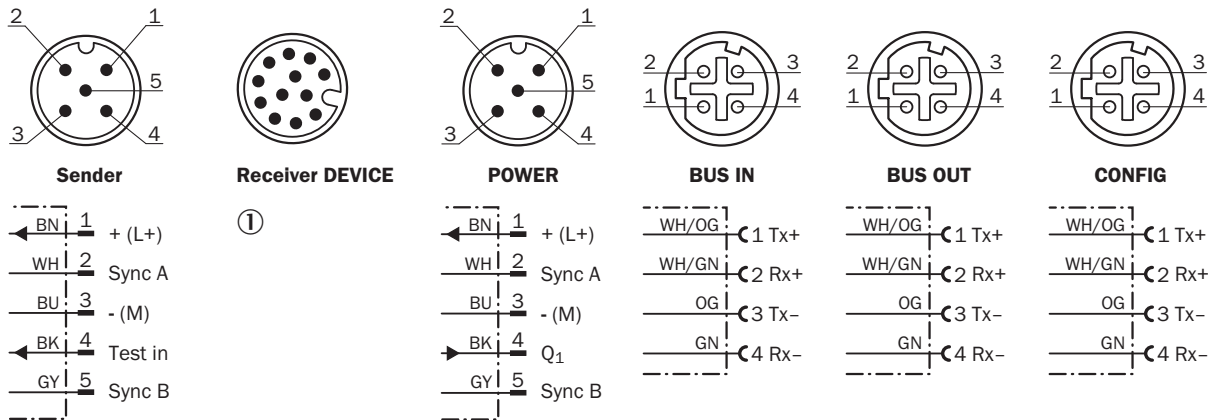 2 1
5
3 4
Sender
BN 1 + (L+)
WH 2 Sync A
BU 3 - (M)
BK 4 Test in
GY 5 Sync B
Receiver DEVICE
①
2 1
5
3 4
POWER
BN 1 + (L+)
WH 2 Sync A
BU 3 - (M)
BK 4 Q₁
GY 5 Sync B
2 3
1 4
BUS IN
WH/OG 1 Tx+
WH/GN 2 Rx+
OG 3 Tx–
GN 4 Rx–
2 3
1 4
BUS OUT
WH/OG 1 Tx+
WH/GN 2 Rx+
OG 3 Tx–
GN 4 Rx–
2 3
1 4
CONFIG
WH/OG 1 Tx+
WH/GN 2 Rx+
OG 3 Tx–
GN 4 Rx–